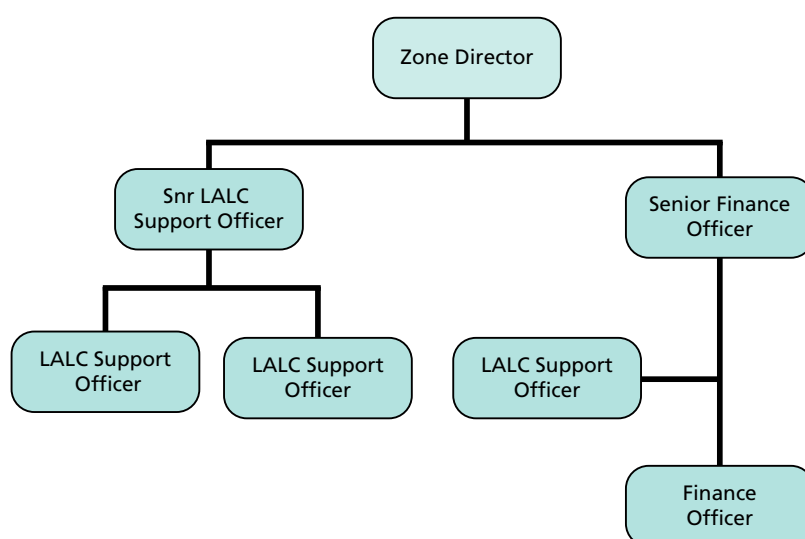 Zone Director
Snr LALC
Support Officer
Senior Finance
Officer
LALC Support
Officer
LALC Support
Officer
LALC Support
Officer
Finance
Officer